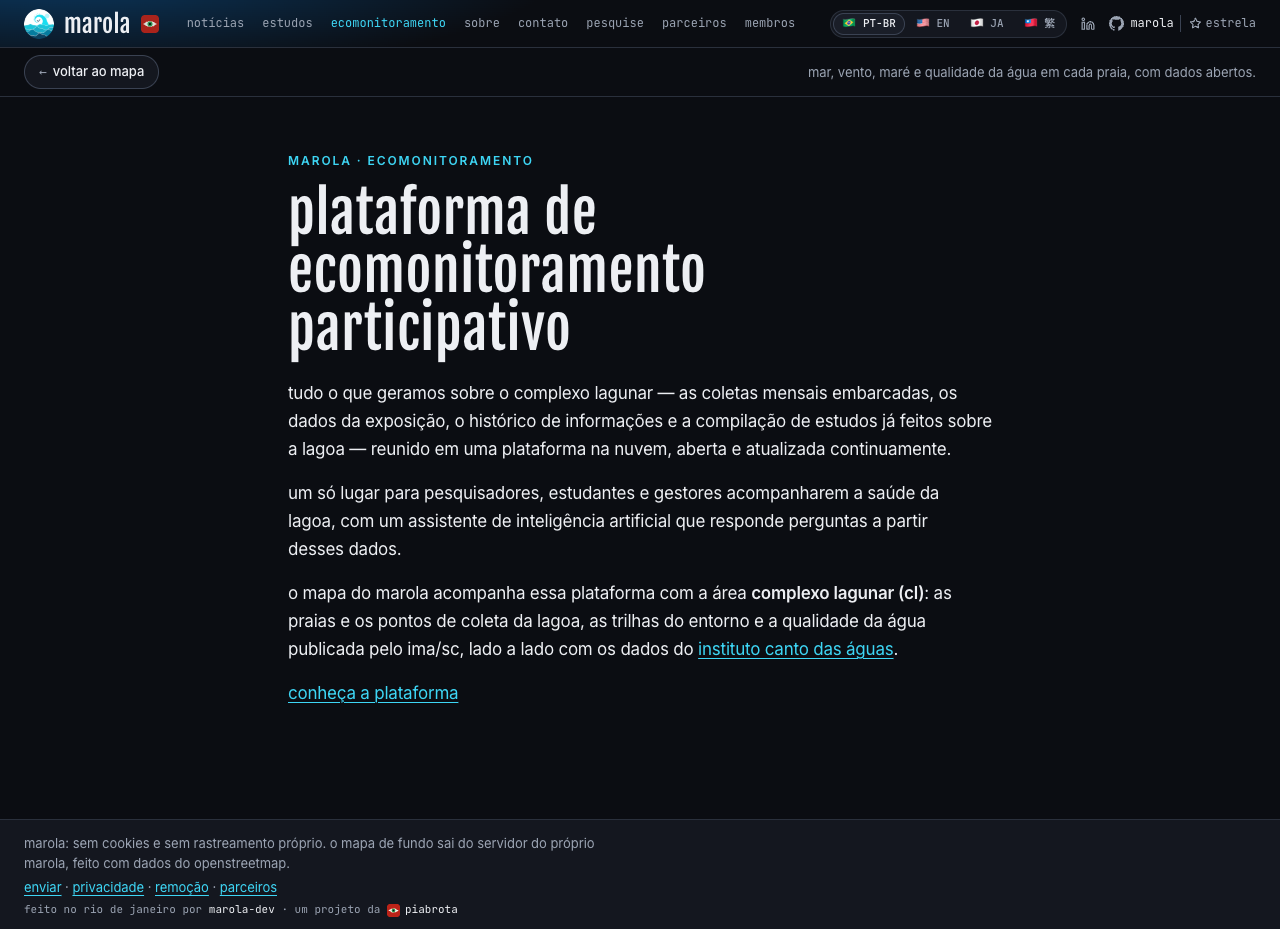 marola
notícias estudos ecomonitoramento sobre contato pesquise parceiros membros
PT-BR EN JA 繁
marola estrela
← voltar ao mapa
mar, vento, maré e qualidade da água em cada praia, com dados abertos.
MAROLA · ECOMONITORAMENTO
plataforma de
ecomonitoramento
participativo
tudo o que geramos sobre o complexo lagunar — as coletas mensais embarcadas, os
dados da exposição, o histórico de informações e a compilação de estudos já feitos sobre
a lagoa — reunido em uma plataforma na nuvem, aberta e atualizada continuamente.
um só lugar para pesquisadores, estudantes e gestores acompanharem a saúde da
lagoa, com um assistente de inteligência artificial que responde perguntas a partir
desses dados.
o mapa do marola acompanha essa plataforma com a área complexo lagunar (cl): as
praias e os pontos de coleta da lagoa, as trilhas do entorno e a qualidade da água
publicada pelo ima/sc, lado a lado com os dados do instituto canto das águas.
conheça a plataforma
marola: sem cookies e sem rastreamento próprio. o mapa de fundo sai do servidor do próprio
marola, feito com dados do openstreetmap.
enviar · privacidade · remoção · parceiros
feito no rio de janeiro por marola-dev · um projeto da piabrota